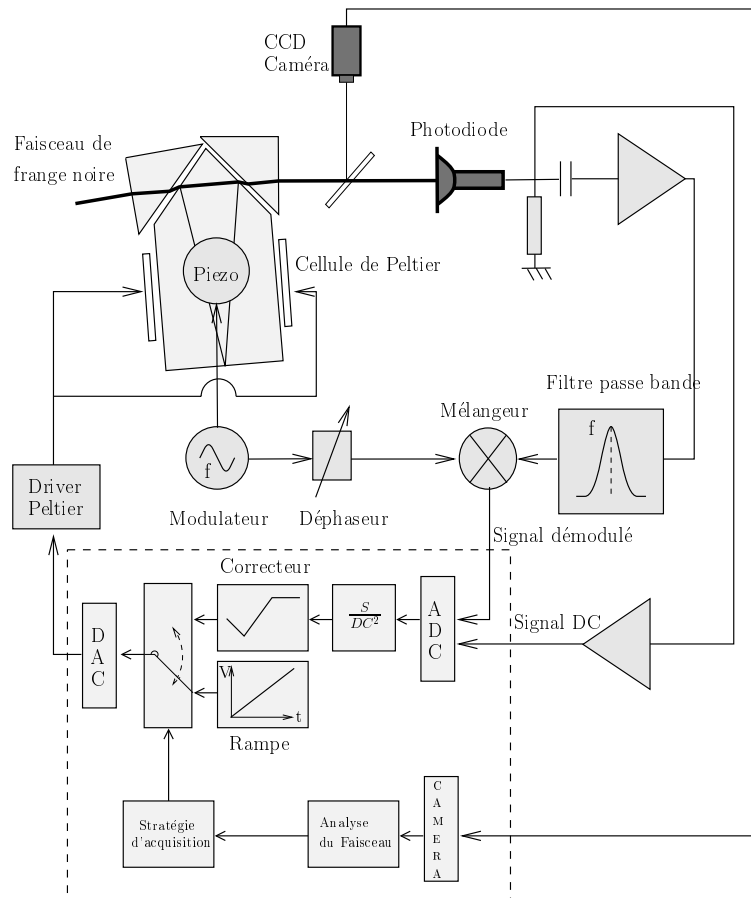 CCD
Caméra
Photodiode
Faisceau de
frange noire
Cellule de Peltier
Piezo
Filtre passe bande
Mélangeur
f
f
Driver
Peltier
Modulateur
Déphaseur
Signal démodulé
Correcteur
D
A
C
S
DC²
A
D
C
Signal DC
V
t
Rampe
Stratégie
d'acquisition
Analyse
du Faisceau
C
A
M
E
R
A